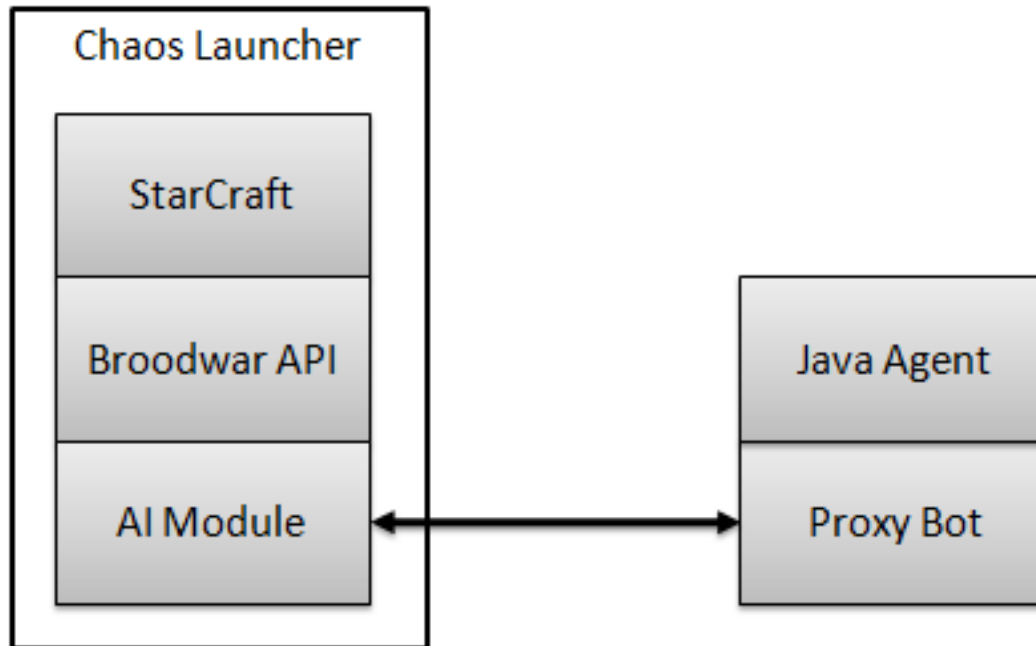 Chaos Launcher
StarCraft
Broodwar API
AI Module
Java Agent
Proxy Bot